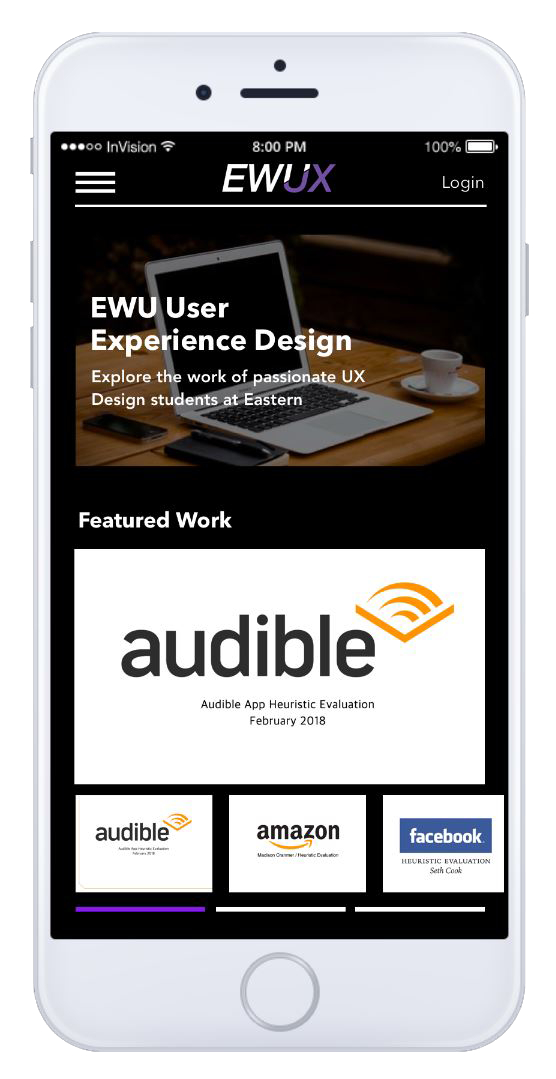 InVision 8:00 PM 100%
EWUX Login
EWU User
Experience Design
Explore the work of passionate UX
Design students at Eastern
Featured Work
audible
Audible App Heuristic Evaluation
February 2018
audible
Audible App Heuristic Evaluation
February 2018
amazon
Madison Crammer / Heuristic Evaluation
facebook
HEURISTIC EVALUATION
Seth Cook